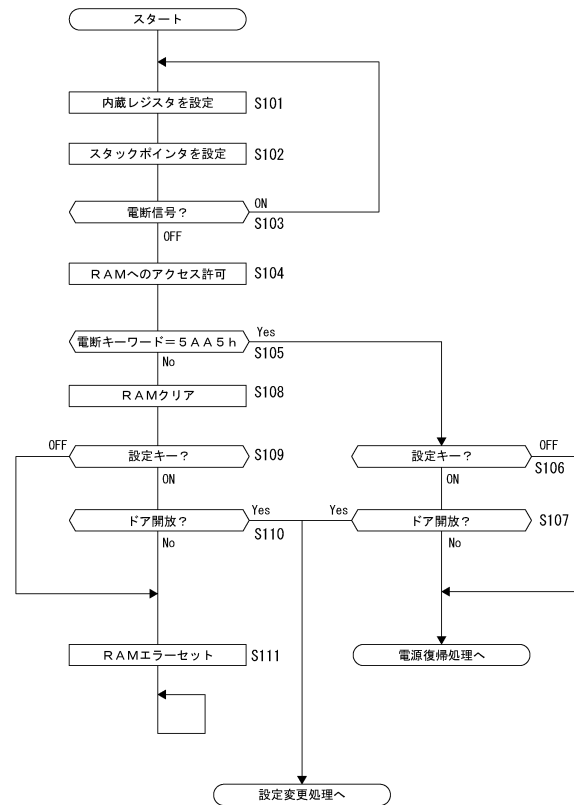 スタート
内蔵レジスタを設定
S101
スタックポインタを設定
S102
電断信号？
ON
S103
OFF
ＲＡＭへのアクセス許可
S104
電断キーワード＝５ＡＡ５ｈ
Yes
S105
No
ＲＡＭクリア
S108
OFF
設定キー？
S109
ON
設定キー？
OFF
S106
ON
ドア開放？
Yes
S110
No
Yes
ドア開放？
S107
No
ＲＡＭエラーセット
S111
電源復帰処理へ
設定変更処理へ